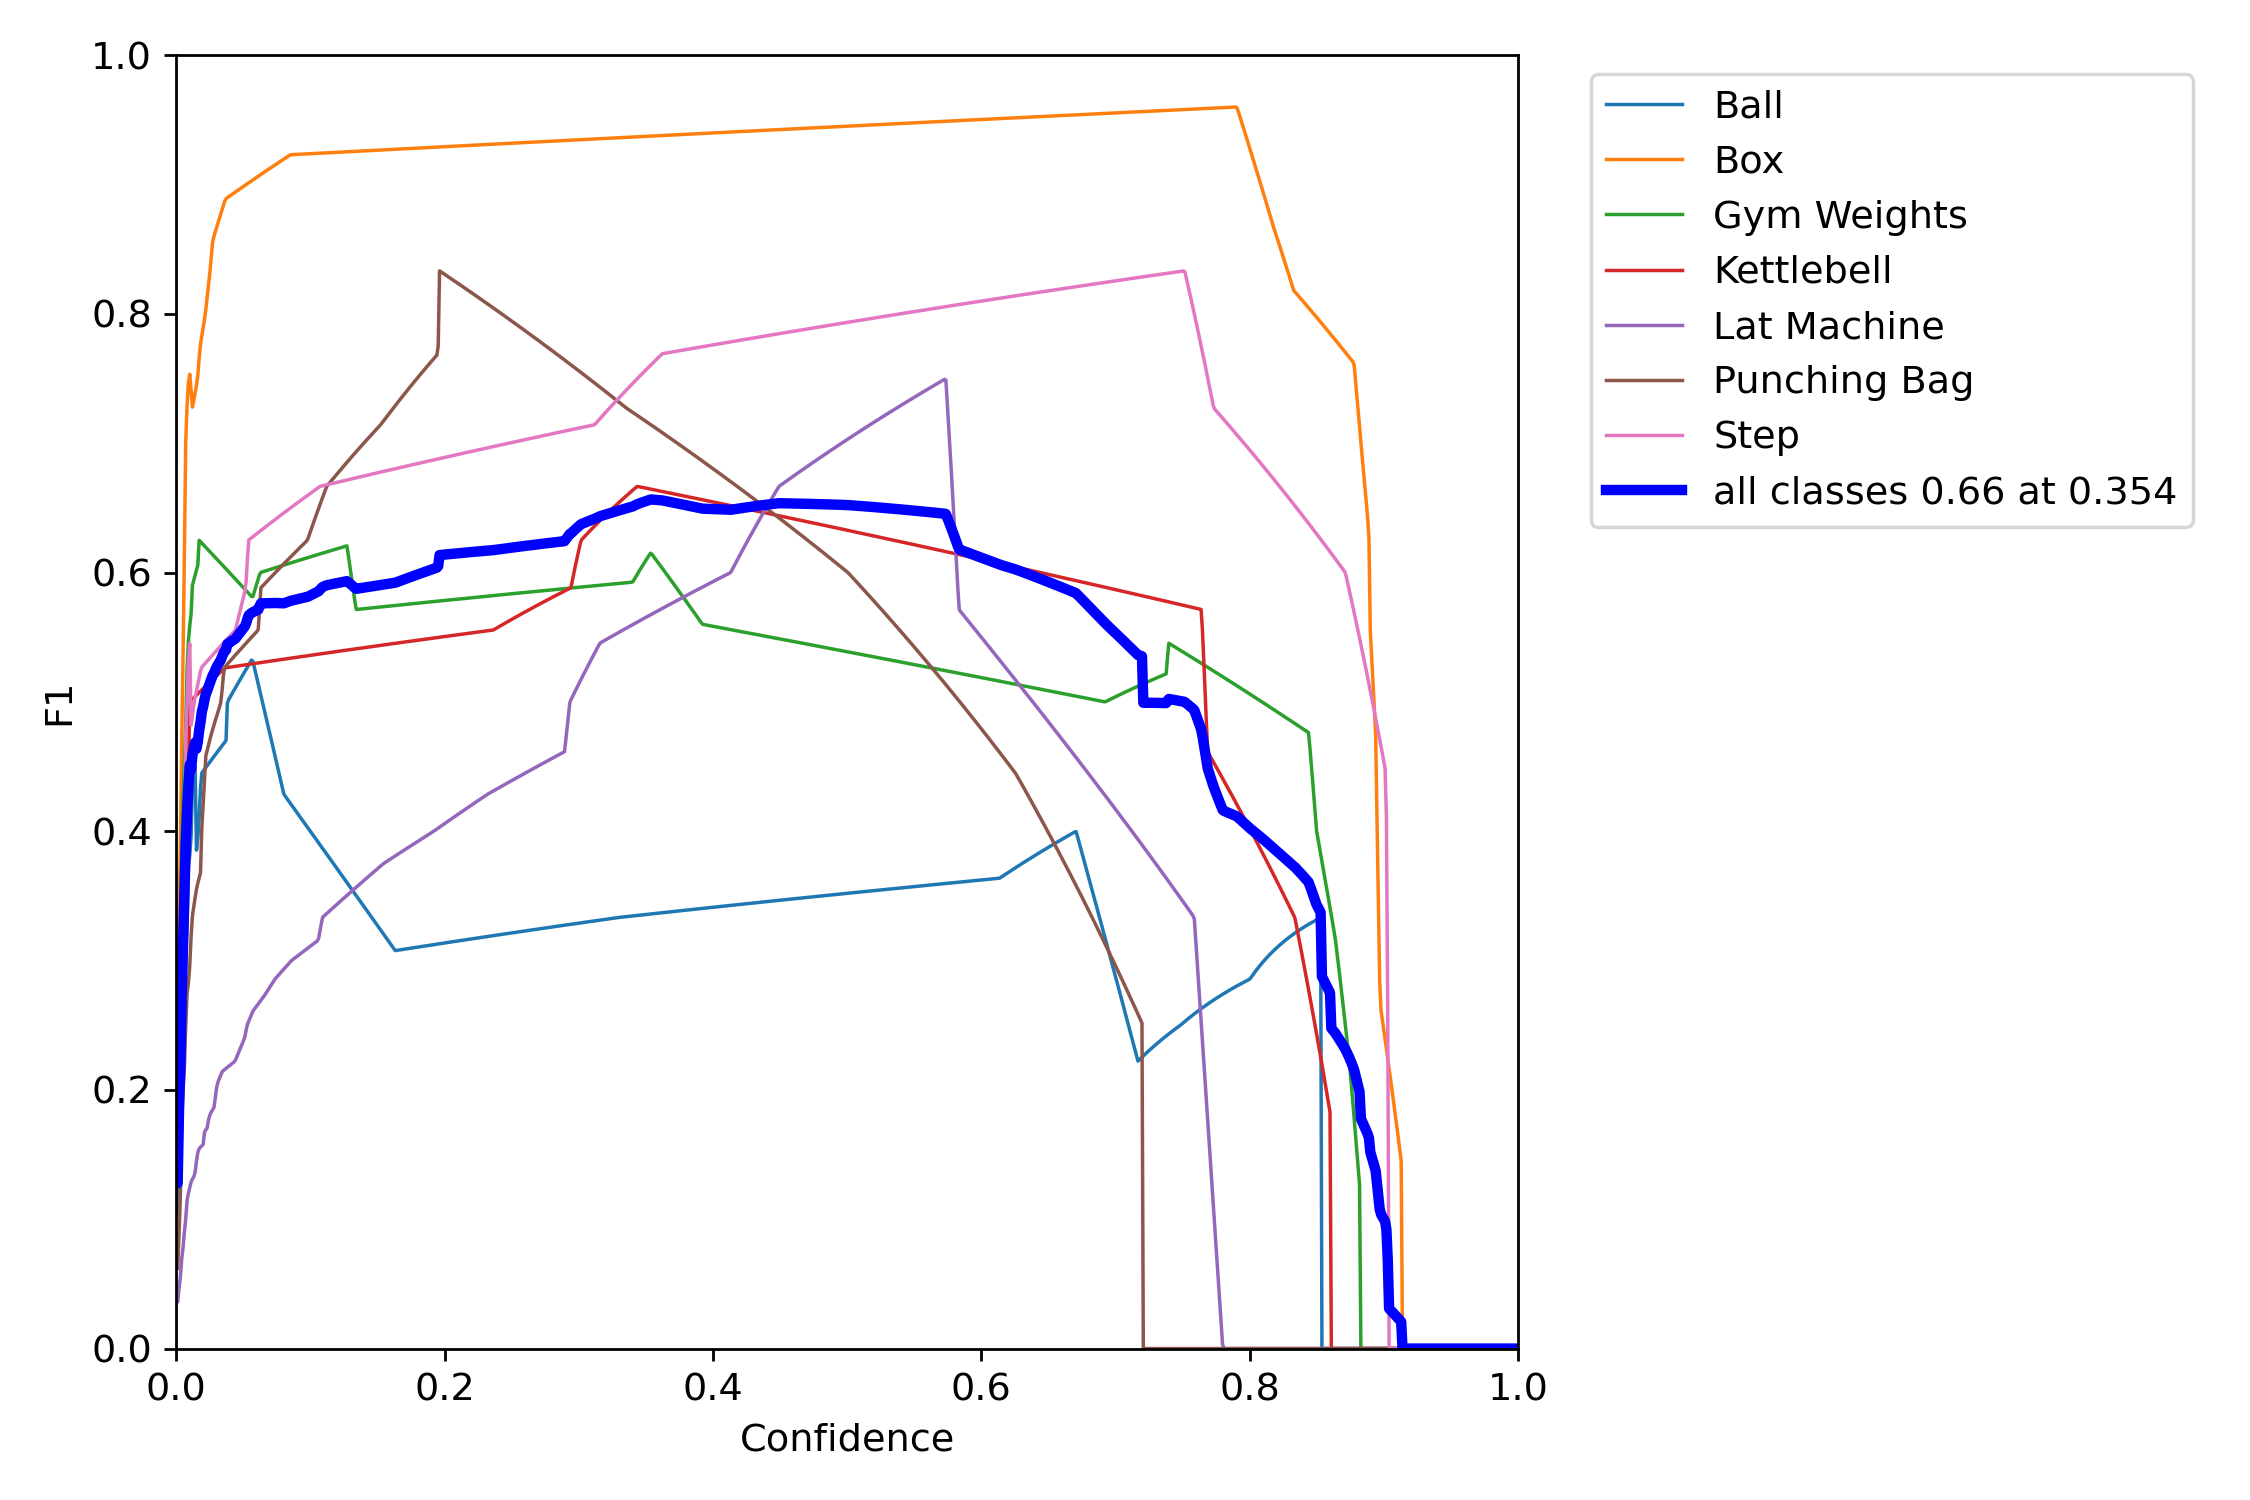 1.0
0.8
0.6
0.4
0.2
0.0
F1
0.0 0.2 0.4 0.6 0.8 1.0
Confidence
Ball
Box
Gym Weights
Kettlebell
Lat Machine
Punching Bag
Step
all classes 0.66 at 0.354